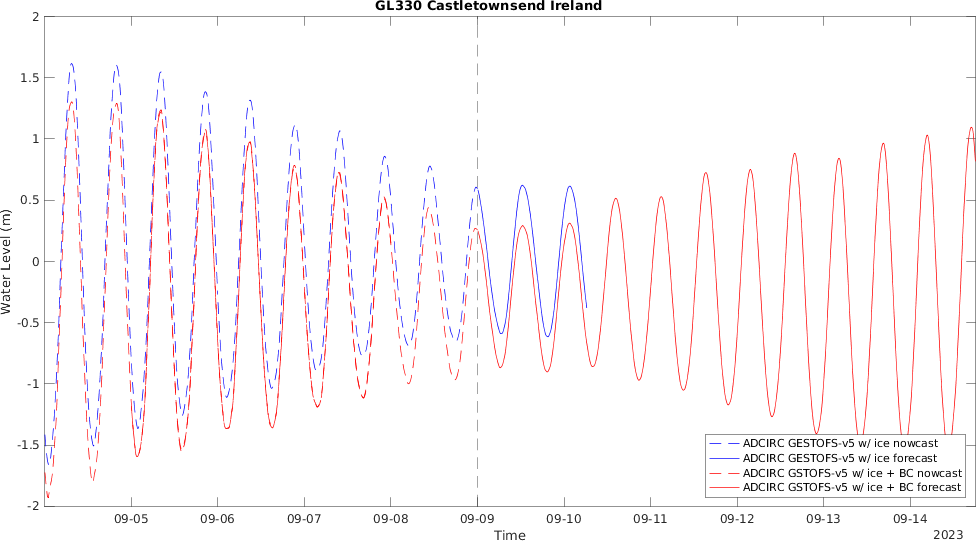 GL330 Castletownsend Ireland
2
1.5
1
0.5
0
-0.5
-1
-1.5
-2
Water Level (m)
ADCIRC GESTOFS-v5 w/ ice nowcast
ADCIRC GESTOFS-v5 w/ ice forecast
ADCIRC GSTOFS-v5 w/ ice + BC nowcast
ADCIRC GSTOFS-v5 w/ ice + BC forecast
09-05 09-06 09-07 09-08 09-09 09-10 09-11 09-12 09-13 09-14
Time
2023